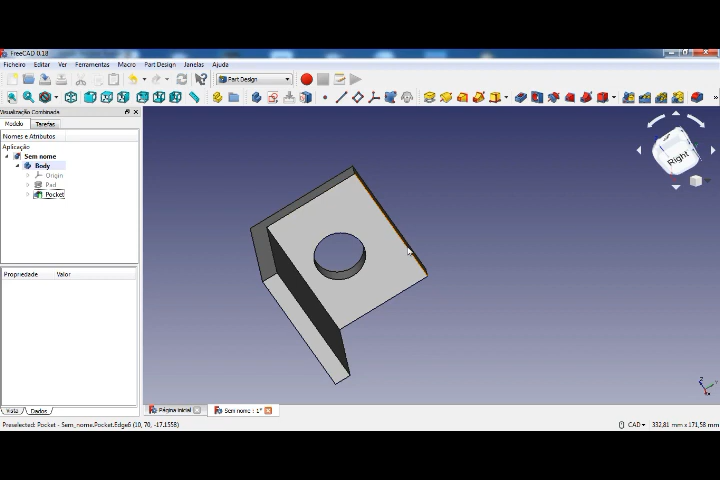 FreeCAD 0.18
Ficheiro Editar Ver Ferramentas Macro Part Design Janelas Ajuda
Part Design
Visualização Combinada
Modelo Tarefas
Nomes e Atributos
Aplicação
Sem nome
Body
Origin
Pad
Pocket
Right
Propriedade Valor
Vista Dados
Página inicial Sem nome : 1*
Preselected: Pocket - Sem_nome.Pocket.Edge6 (10, 70, -17.1558) CAD 332,81 mm x 171,58 mm